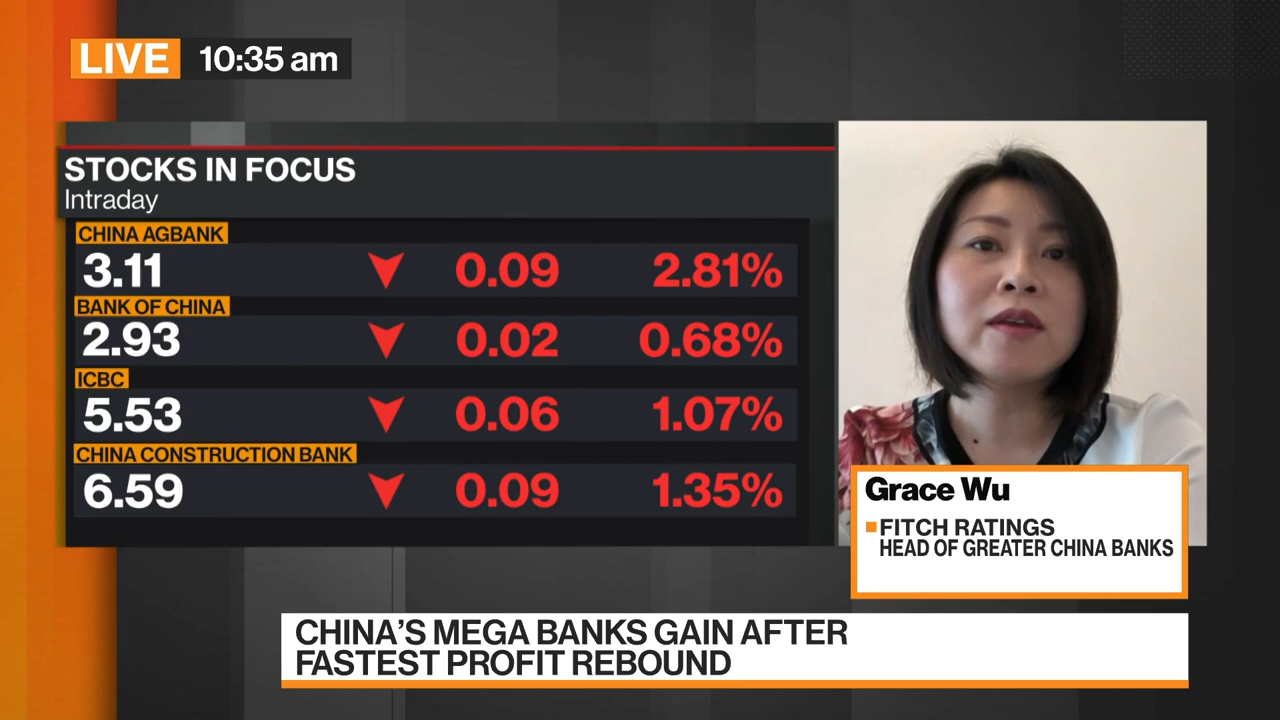 LIVE 10:35 am
STOCKS IN FOCUS
Intraday
CHINA AGBANK
3.11 0.09 2.81%
BANK OF CHINA
2.93 0.02 0.68%
ICBC
5.53 0.06 1.07%
CHINA CONSTRUCTION BANK
6.59 0.09 1.35%
Grace Wu
FITCH RATINGS
HEAD OF GREATER CHINA BANKS
CHINA'S MEGA BANKS GAIN AFTER
FASTEST PROFIT REBOUND